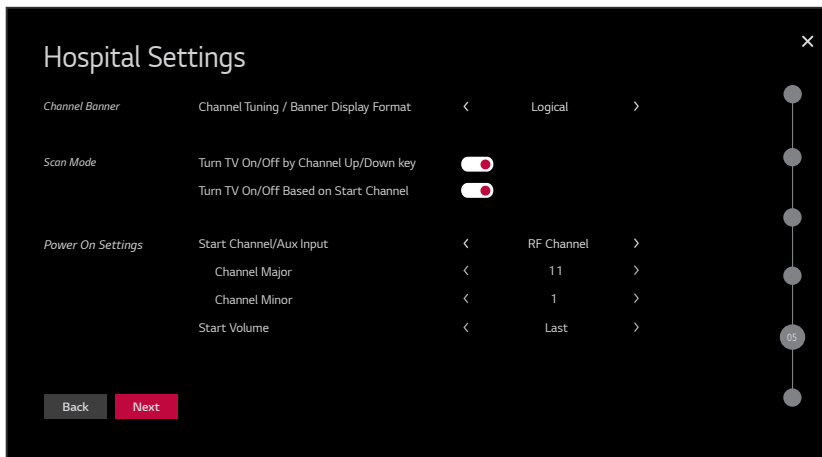 Hospital Settings
Channel Banner Channel Tuning / Banner Display Format < Logical >
Scan Mode Turn TV On/Off by Channel Up/Down key
Turn TV On/Off Based on Start Channel
Power On Settings Start Channel/Aux Input < RF Channel >
Channel Major < 11 >
Channel Minor < 1 >
Start Volume < Last >
05
Back Next